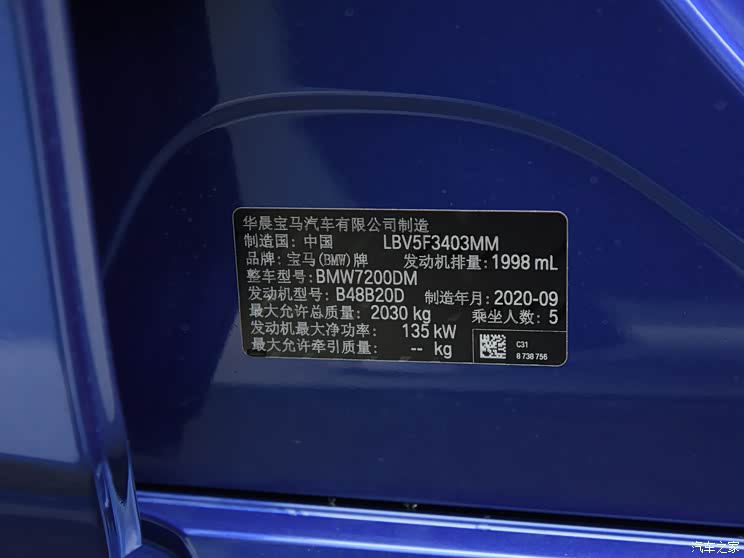 华晨宝马汽车有限公司制造
制造国: 中国 LBV5F3403MM
品牌: 宝马(BMW)牌 发动机排量: 1998 mL
整车型号: BMW7200DM
发动机型号: B48B20D 制造年月: 2020-09
最大允许总质量: 2030 kg 乘坐人数: 5
发动机最大净功率: 135 kW
最大允许牵引质量: -- kg
C31
8 738 756
汽车之家